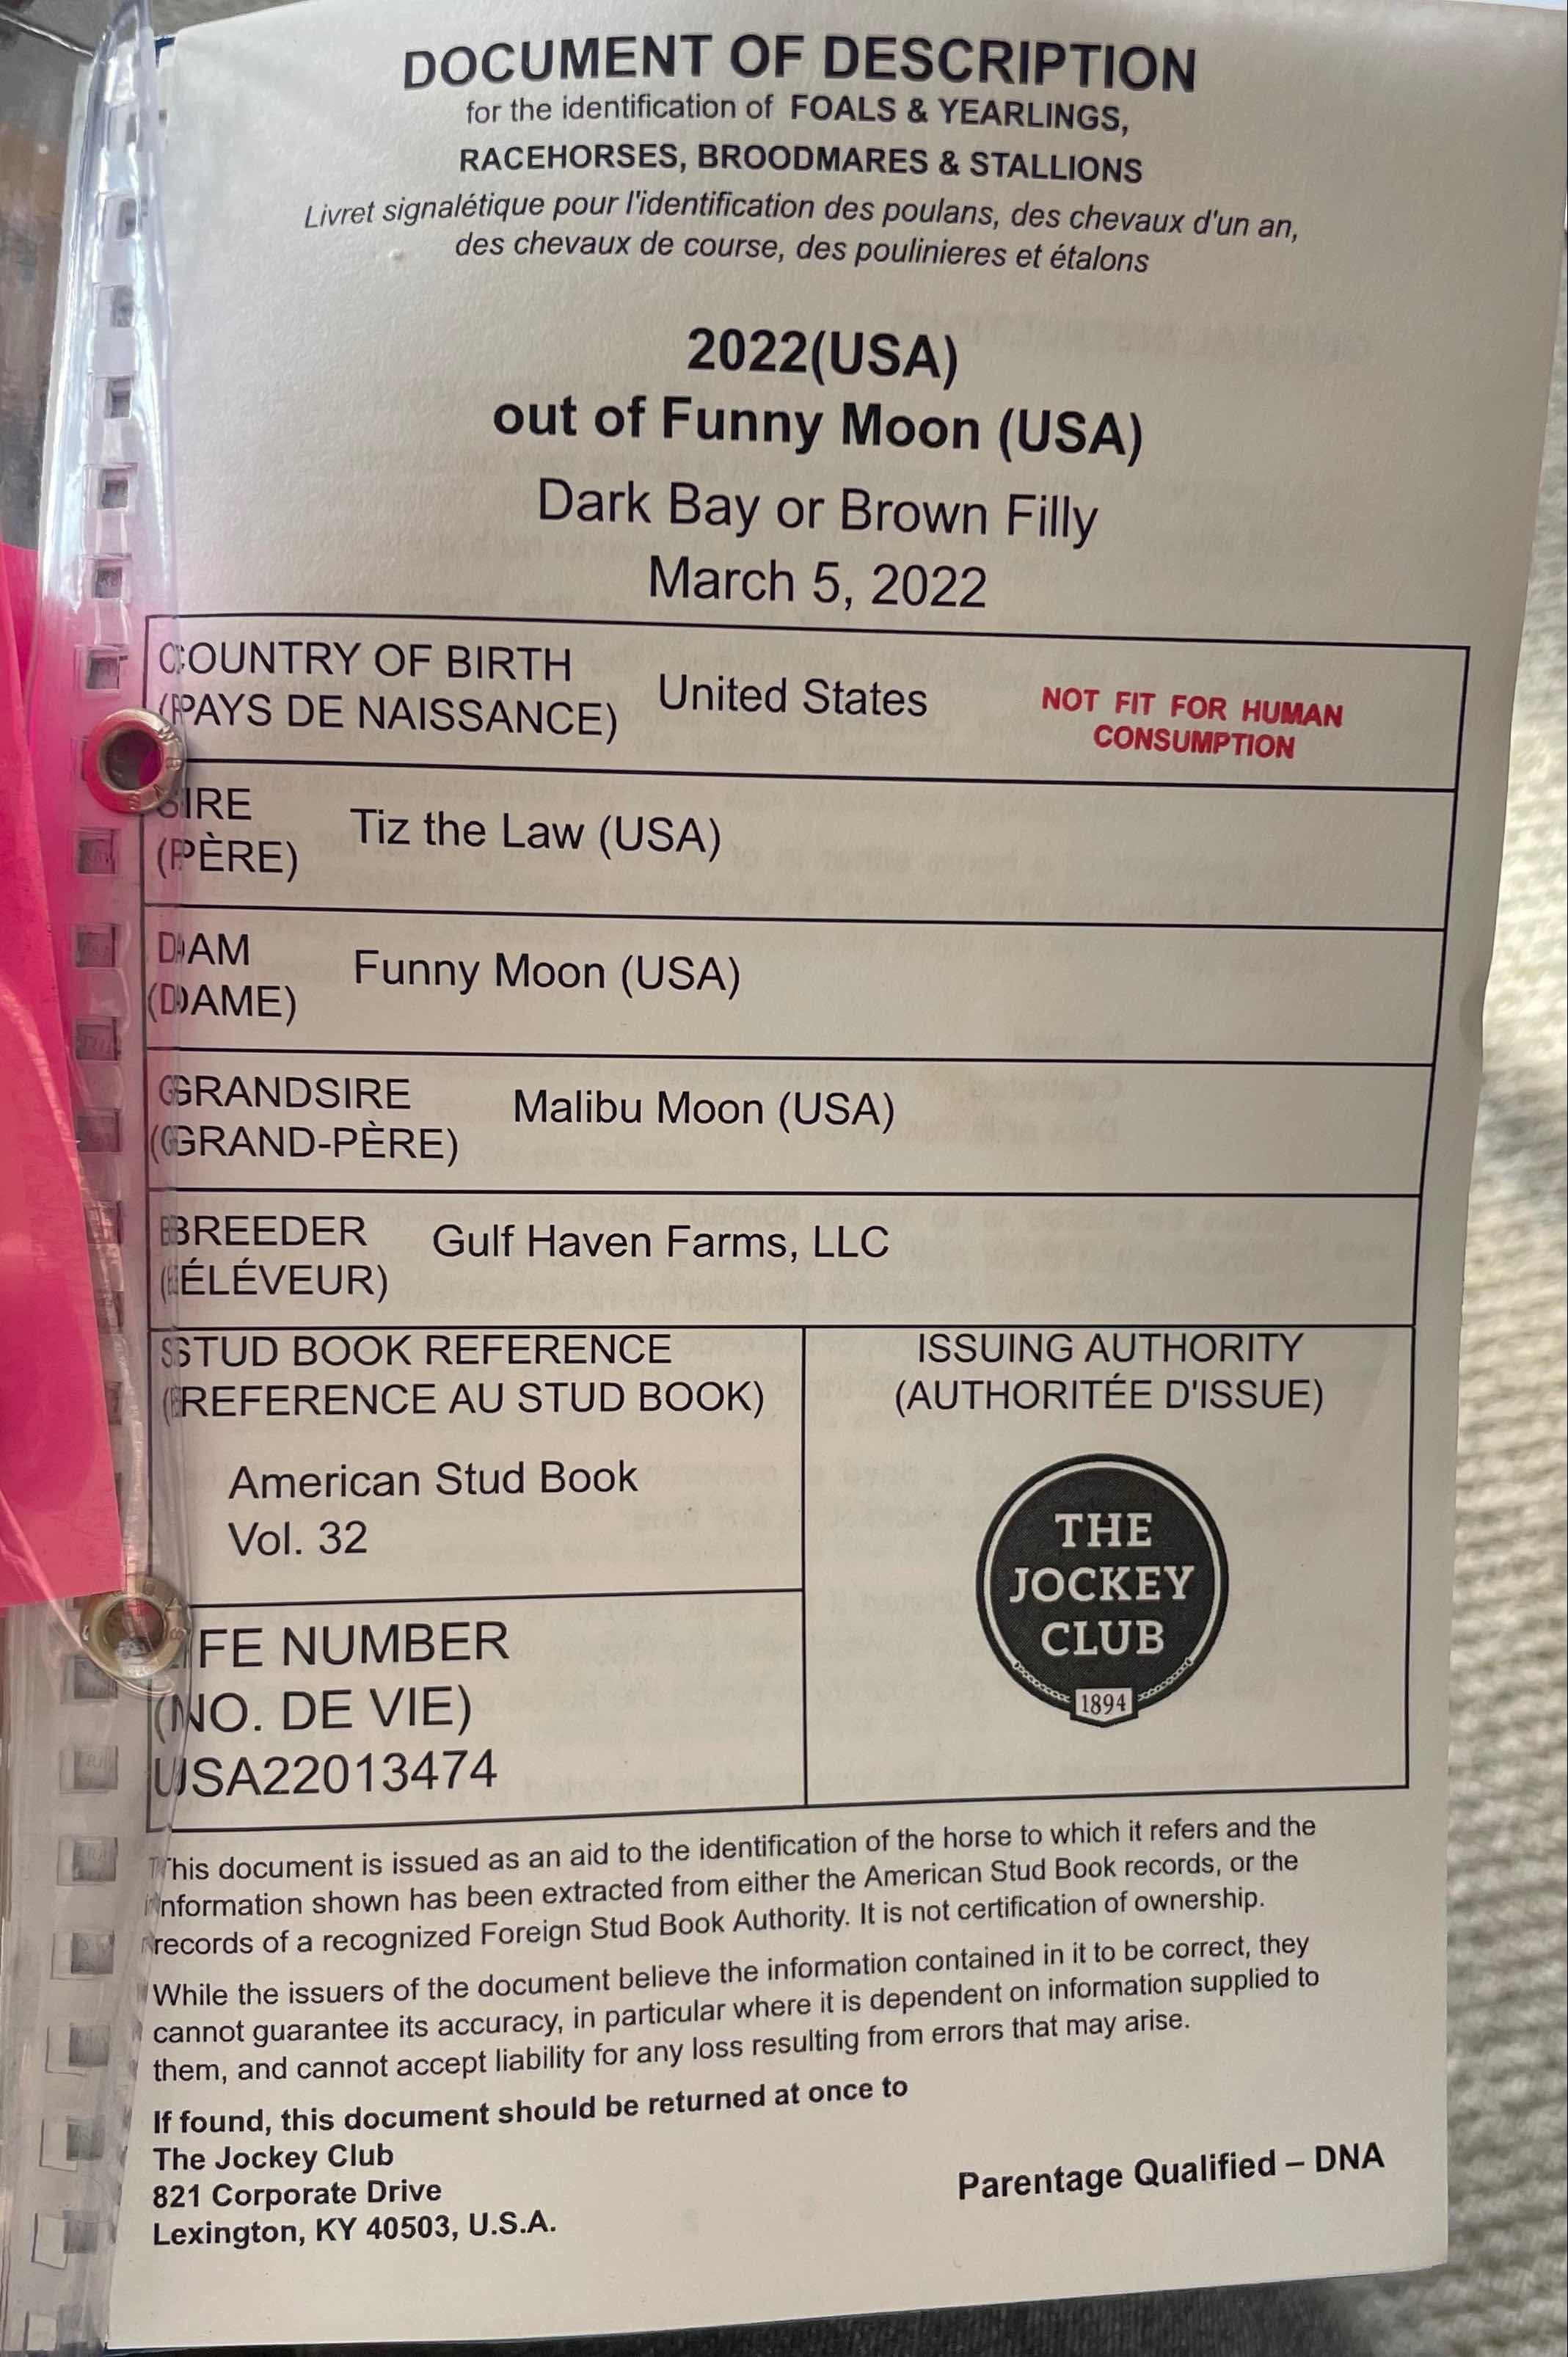 DOCUMENT OF DESCRIPTION
for the identification of FOALS & YEARLINGS,
RACEHORSES, BROODMARES & STALLIONS
Livret signalétique pour l'identification des poulans, des chevaux d'un an,
des chevaux de course, des poulinieres et étalons
2022(USA)
out of Funny Moon (USA)
Dark Bay or Brown Filly
March 5, 2022
COUNTRY OF BIRTH
(PAYS DE NAISSANCE)
United States
NOT FIT FOR HUMAN
CONSUMPTION
SIRE
(PÈRE)
Tiz the Law (USA)
DAM
(DAME)
Funny Moon (USA)
GRANDSIRE
(GRAND-PÈRE)
Malibu Moon (USA)
BREEDER
(ÉLÉVEUR)
Gulf Haven Farms, LLC
STUD BOOK REFERENCE
(REFERENCE AU STUD BOOK)
American Stud Book
Vol. 32
ISSUING AUTHORITY
(AUTHORITÉE D'ISSUE)
THE
JOCKEY
CLUB
1894
LIFE NUMBER
(NO. DE VIE)
USA22013474
This document is issued as an aid to the identification of the horse to which it refers and the
information shown has been extracted from either the American Stud Book records, or the
records of a recognized Foreign Stud Book Authority. It is not certification of ownership.
While the issuers of the document believe the information contained in it to be correct, they
cannot guarantee its accuracy, in particular where it is dependent on information supplied to
them, and cannot accept liability for any loss resulting from errors that may arise.
If found, this document should be returned at once to
The Jockey Club
821 Corporate Drive
Lexington, KY 40503, U.S.A.
Parentage Qualified – DNA